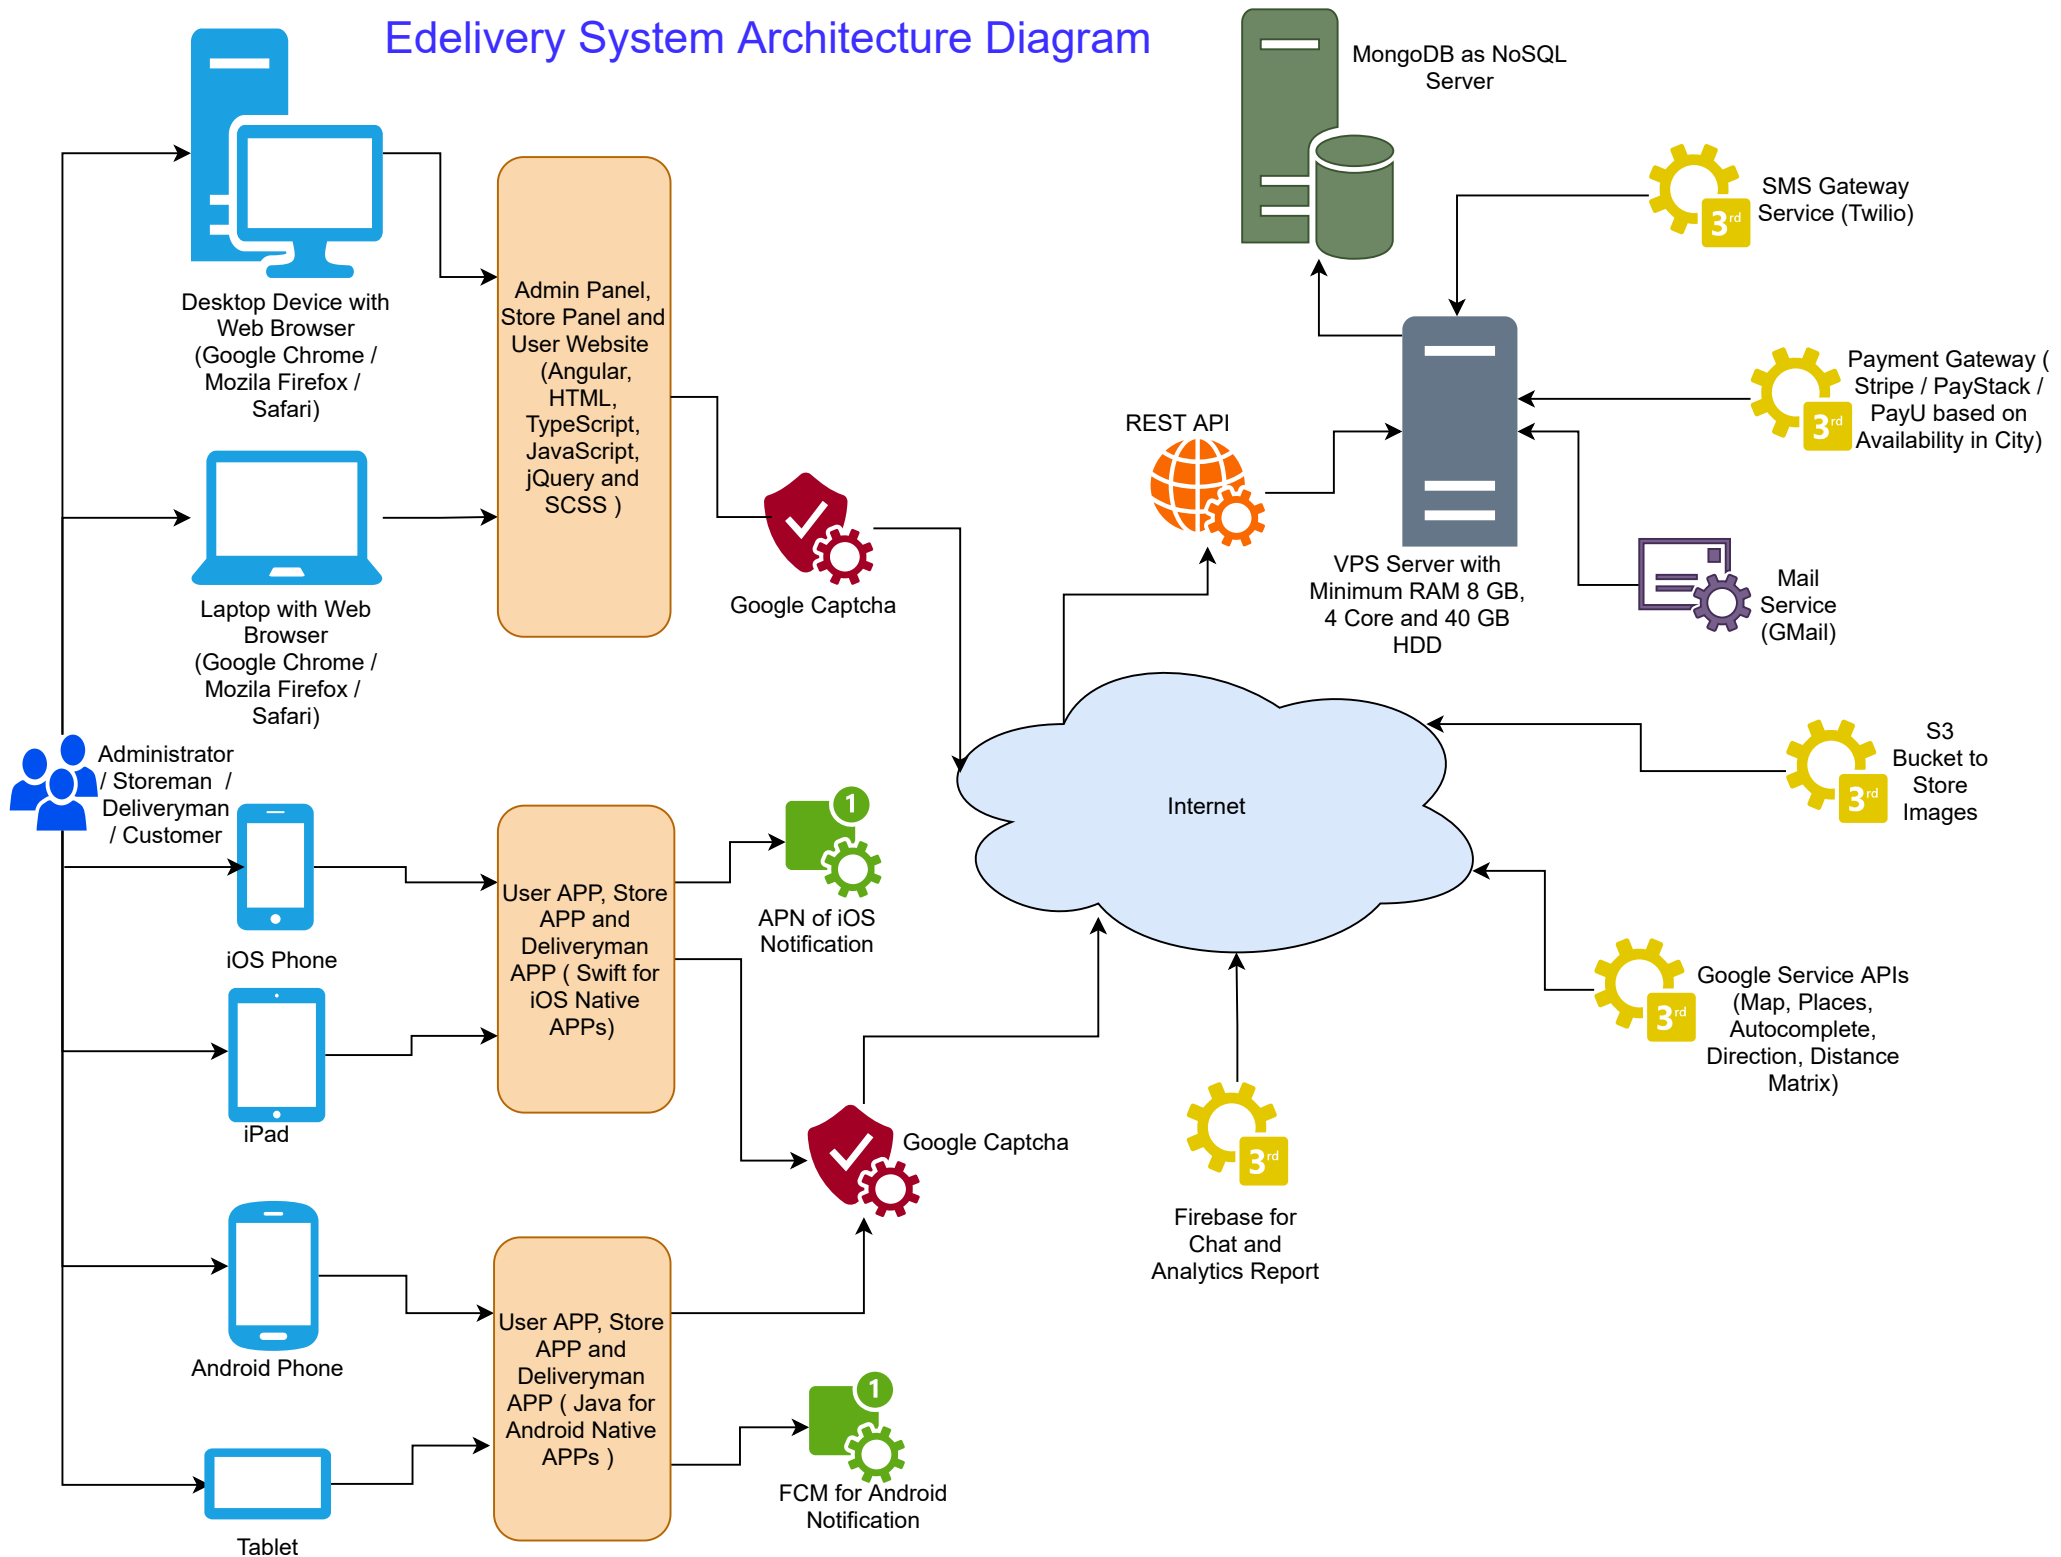 Edelivery System Architecture Diagram
MongoDB as NoSQL
Server
SMS Gateway
Service (Twilio)
3rd
Desktop Device with
Web Browser
(Google Chrome /
Mozila Firefox /
Safari)
Admin Panel,
Store Panel and
User Website
(Angular,
HTML,
TypeScript,
JavaScript,
jQuery and
SCSS )
Payment Gateway (
Stripe / PayStack /
PayU based on
Availability in City)
3rd
REST API
VPS Server with
Minimum RAM 8 GB,
4 Core and 40 GB
HDD
Mail
Service
(GMail)
Google Captcha
Laptop with Web
Browser
(Google Chrome /
Mozila Firefox /
Safari)
Administrator
/ Storeman  /
Deliveryman
/ Customer
S3
Bucket to
Store
Images
3rd
Internet
1
APN of iOS
Notification
User APP, Store
APP and
Deliveryman
APP ( Swift for
iOS Native
APPs)
iOS Phone
Google Service APIs
(Map, Places,
Autocomplete,
Direction, Distance
Matrix)
3rd
iPad
Google Captcha
3rd
Firebase for
Chat and
Analytics Report
Android Phone
User APP, Store
APP and
Deliveryman
APP ( Java for
Android Native
APPs )
1
FCM for Android
Notification
Tablet